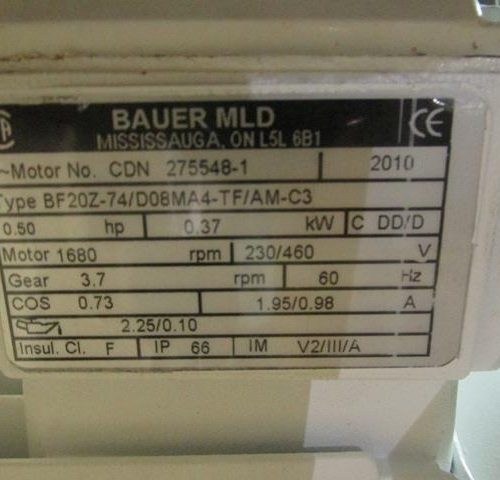 BAUER MLD
MISSISSAUGA, ON L5L 6B1
CE
~Motor No. CDN 275548-1 2010
Type BF20Z-74/D08MA4-TF/AM-C3
0.50 hp 0.37 kW C DD/D
Motor 1680 rpm 230/460 V
Gear 3.7 rpm 60 Hz
COS 0.73 1.95/0.98 A
2.25/0.10
Insul. Cl. F IP 66 IM V2/III/A